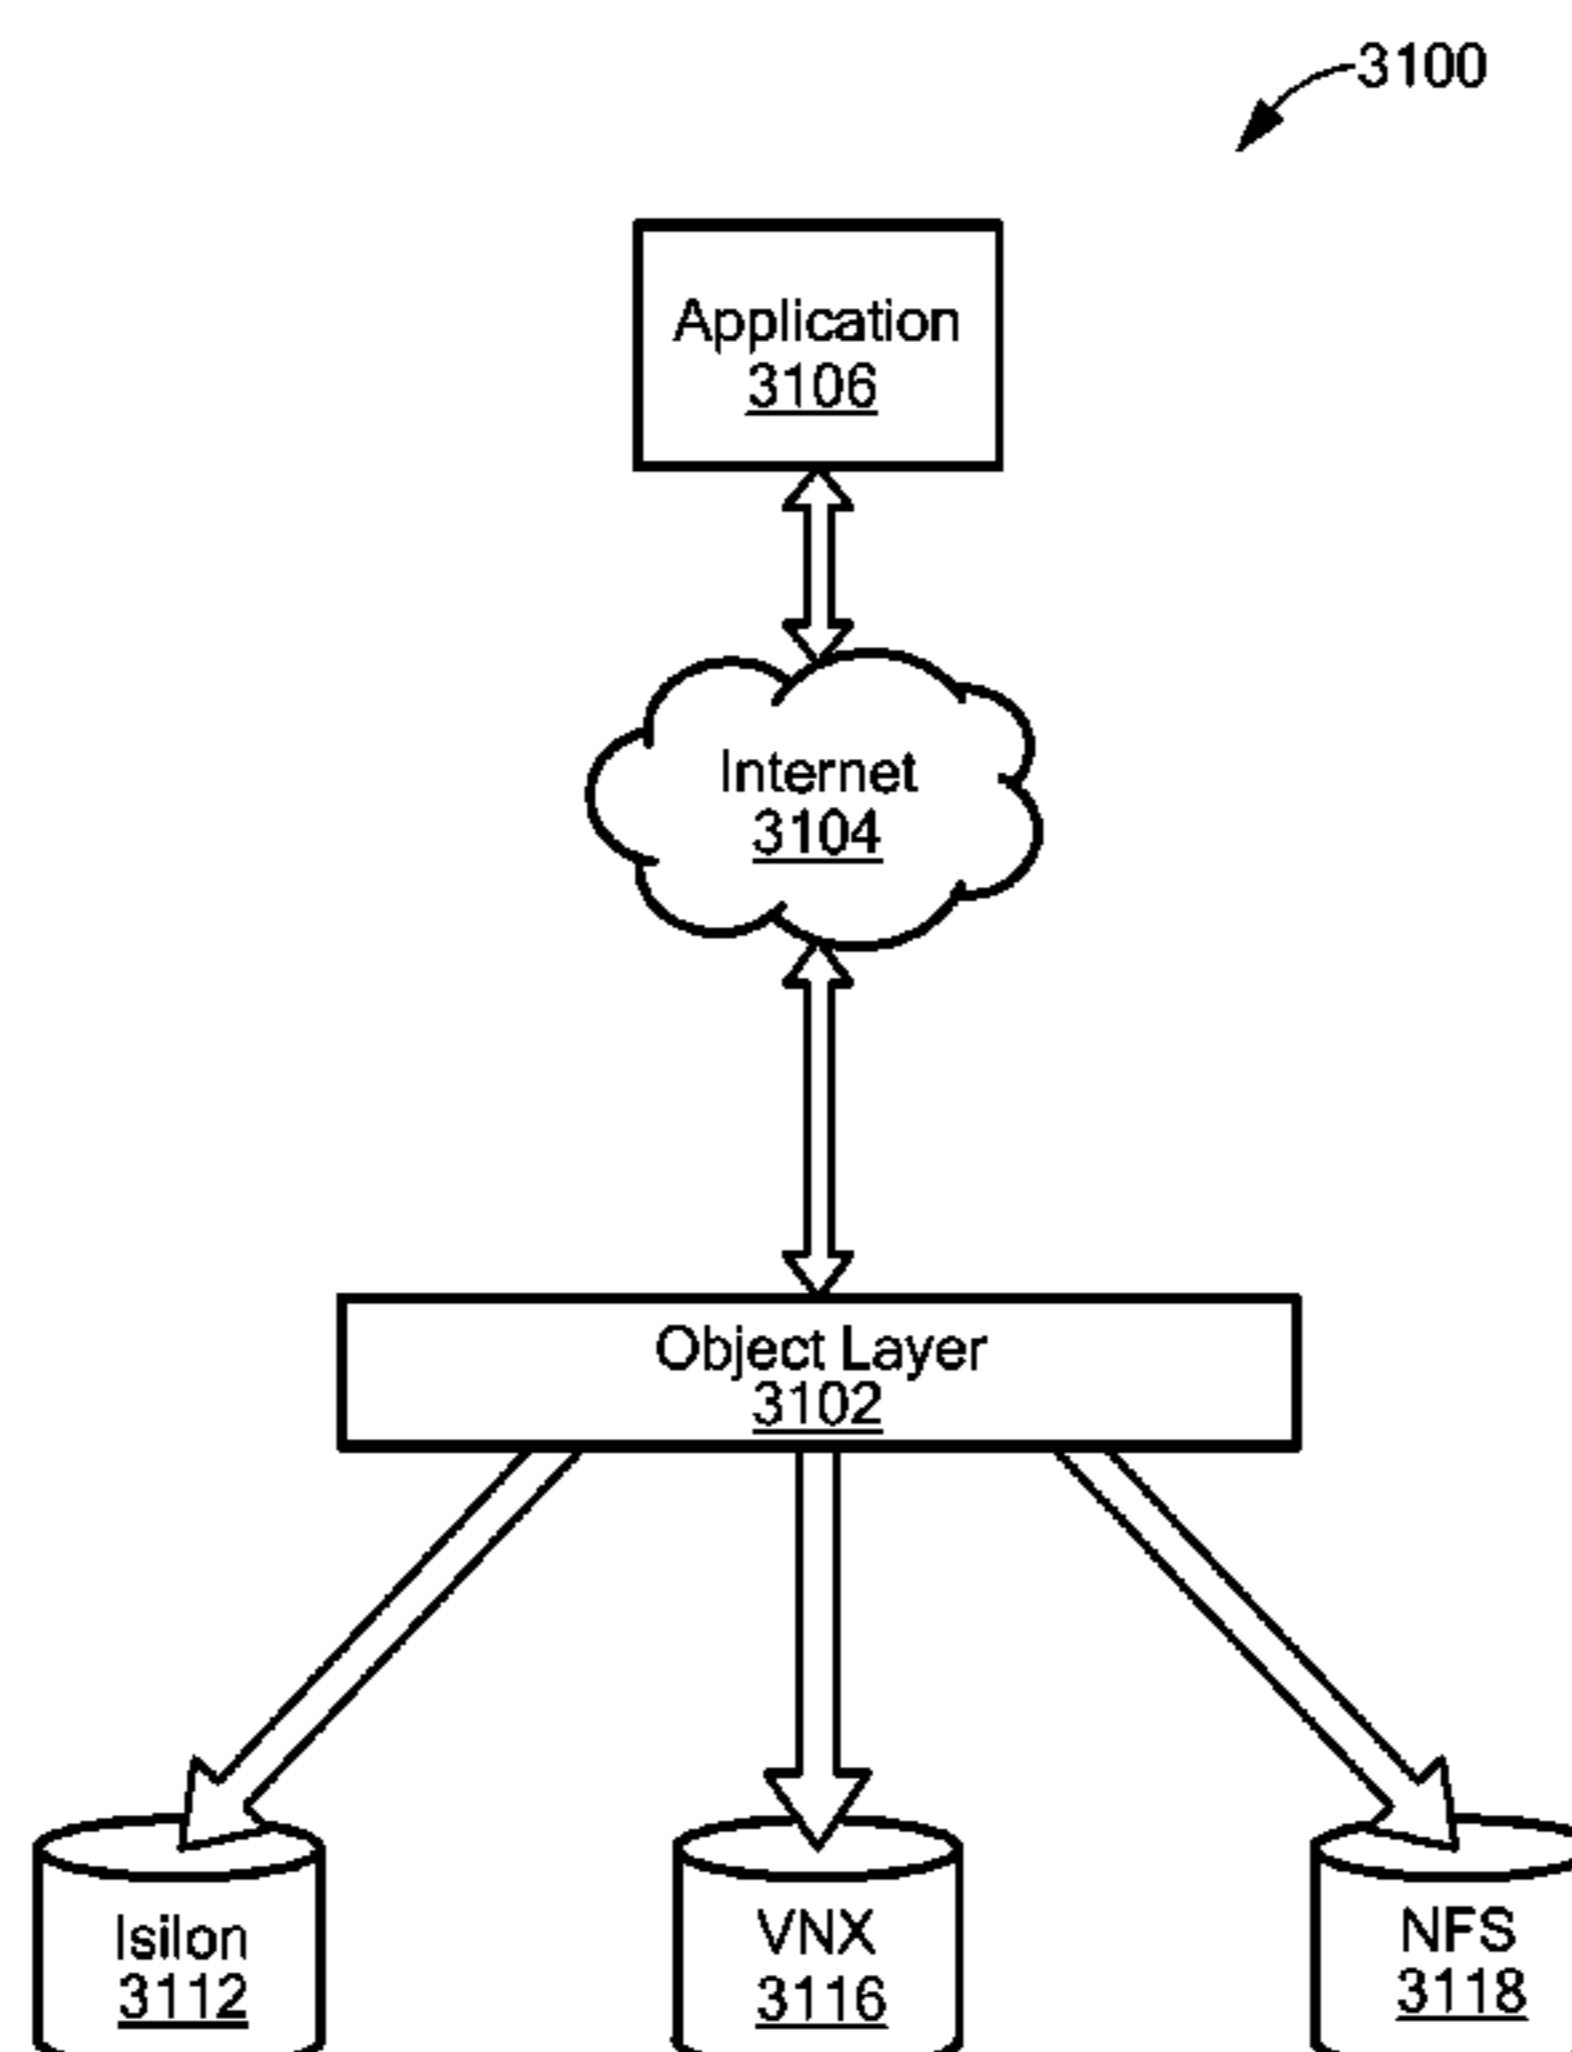 3100
Application
3106
Internet
3104
Object Layer
3102
Isilon
3112
VNX
3116
NFS
3118